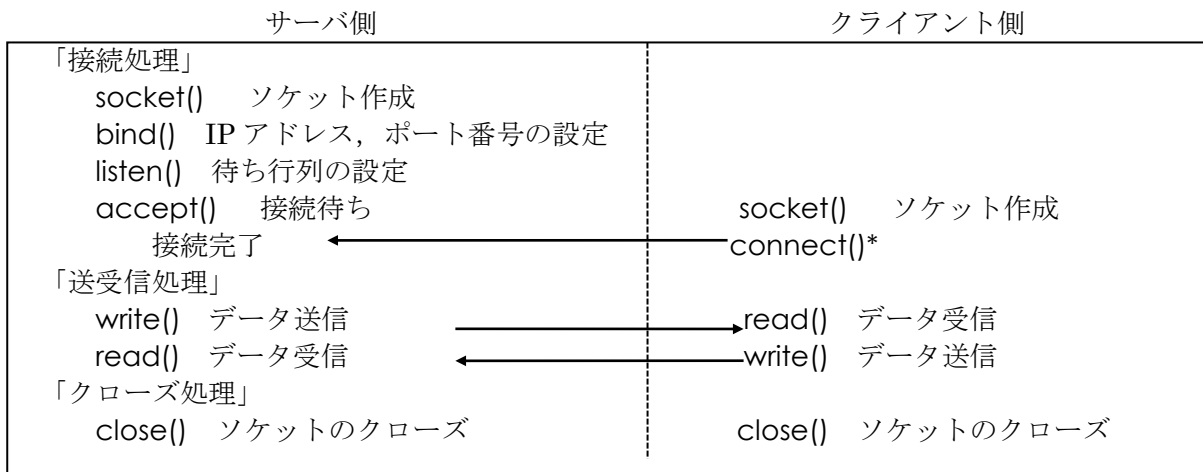 サーバ側 クライアント側
「接続処理」
socket() ソケット作成
bind() IP アドレス，ポート番号の設定
listen() 待ち行列の設定
accept() 接続待ち socket() ソケット作成
接続完了 connect()*
「送受信処理」
write() データ送信 read() データ受信
read() データ受信 write() データ送信
「クローズ処理」
close() ソケットのクローズ close() ソケットのクローズ